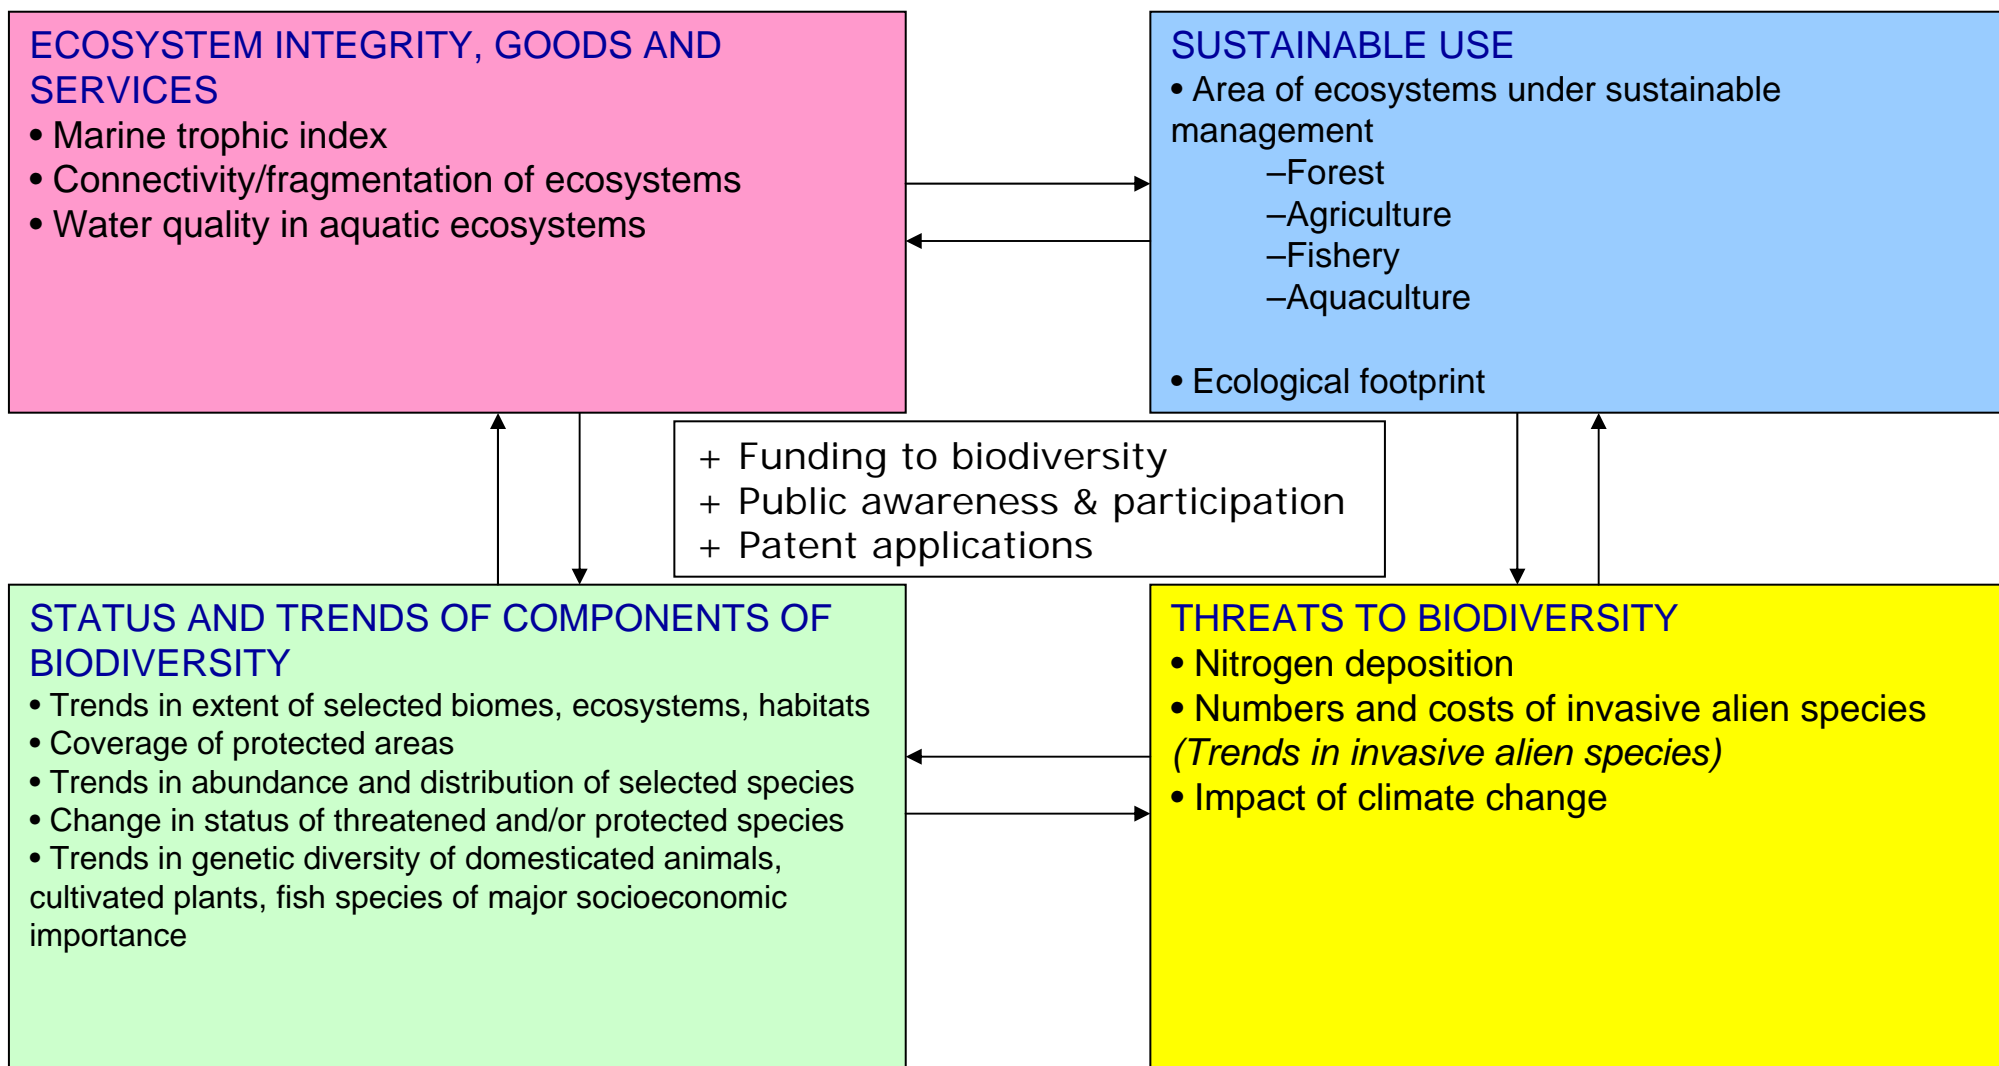 ECOSYSTEM INTEGRITY, GOODS AND
SERVICES
• Marine trophic index
• Connectivity/fragmentation of ecosystems
• Water quality in aquatic ecosystems
SUSTAINABLE USE
• Area of ecosystems under sustainable
management
–Forest
–Agriculture
–Fishery
–Aquaculture
• Ecological footprint
+ Funding to biodiversity
+ Public awareness & participation
+ Patent applications
STATUS AND TRENDS OF COMPONENTS OF
BIODIVERSITY
• Trends in extent of selected biomes, ecosystems, habitats
• Coverage of protected areas
• Trends in abundance and distribution of selected species
• Change in status of threatened and/or protected species
• Trends in genetic diversity of domesticated animals,
cultivated plants, fish species of major socioeconomic
importance
THREATS TO BIODIVERSITY
• Nitrogen deposition
• Numbers and costs of invasive alien species
(Trends in invasive alien species)
• Impact of climate change